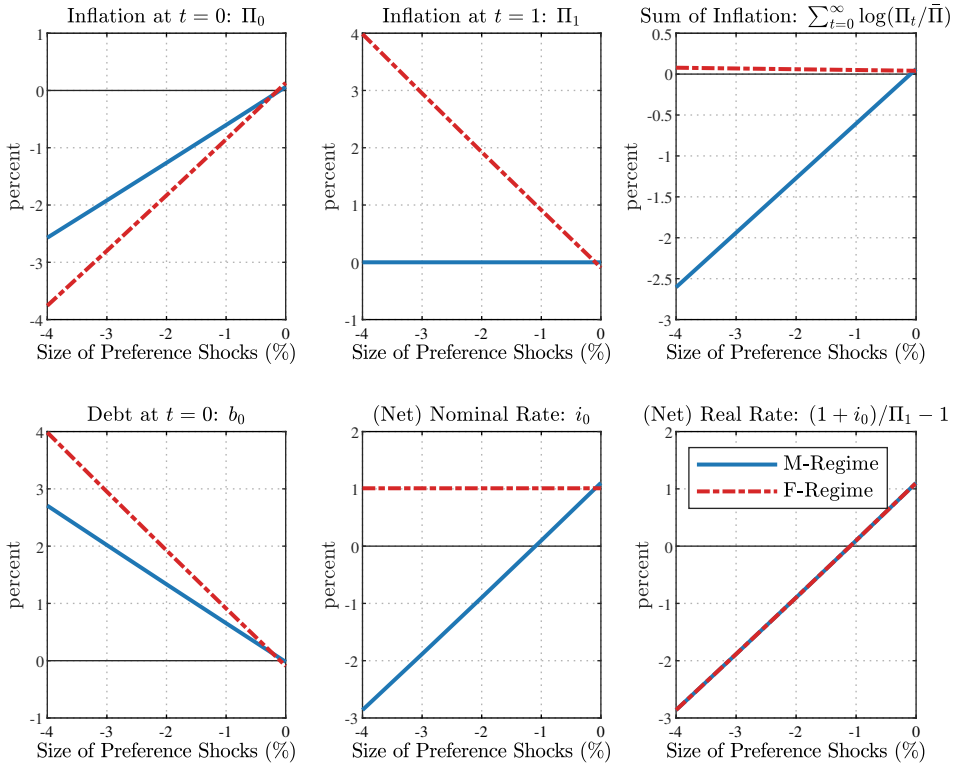 Inflation at t = 0: Π₀
Inflation at t = 1: Π₁
Sum of Inflation: ∑_{t=0}^{∞} log(Π_t/Π̄)
1
0
-1
-2
-3
-4
percent
-4 -3 -2 -1 0
Size of Preference Shocks (%)
4
3
2
1
0
-1
percent
-4 -3 -2 -1 0
Size of Preference Shocks (%)
0.5
0
-0.5
-1
-1.5
-2
-2.5
-3
percent
-4 -3 -2 -1 0
Size of Preference Shocks (%)
Debt at t = 0: b₀
(Net) Nominal Rate: i₀
(Net) Real Rate: (1 + i₀)/Π₁ − 1
4
3
2
1
0
-1
percent
-4 -3 -2 -1 0
Size of Preference Shocks (%)
2
1
0
-1
-2
-3
percent
-4 -3 -2 -1 0
Size of Preference Shocks (%)
2
1
0
-1
-2
-3
percent
M-Regime
F-Regime
-4 -3 -2 -1 0
Size of Preference Shocks (%)